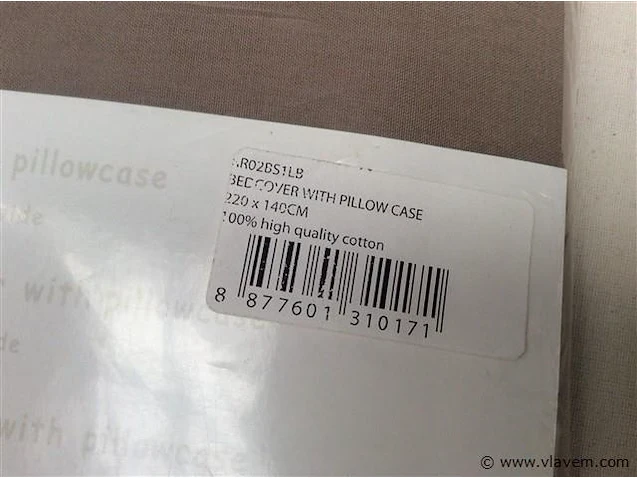 pillowcase
.R02BS1LB
BED COVER WITH PILLOW CASE
220 x 140CM
100% high quality cotton
with pillowcase
8 877601 310171
with pillowcase
© www.vlavem.com